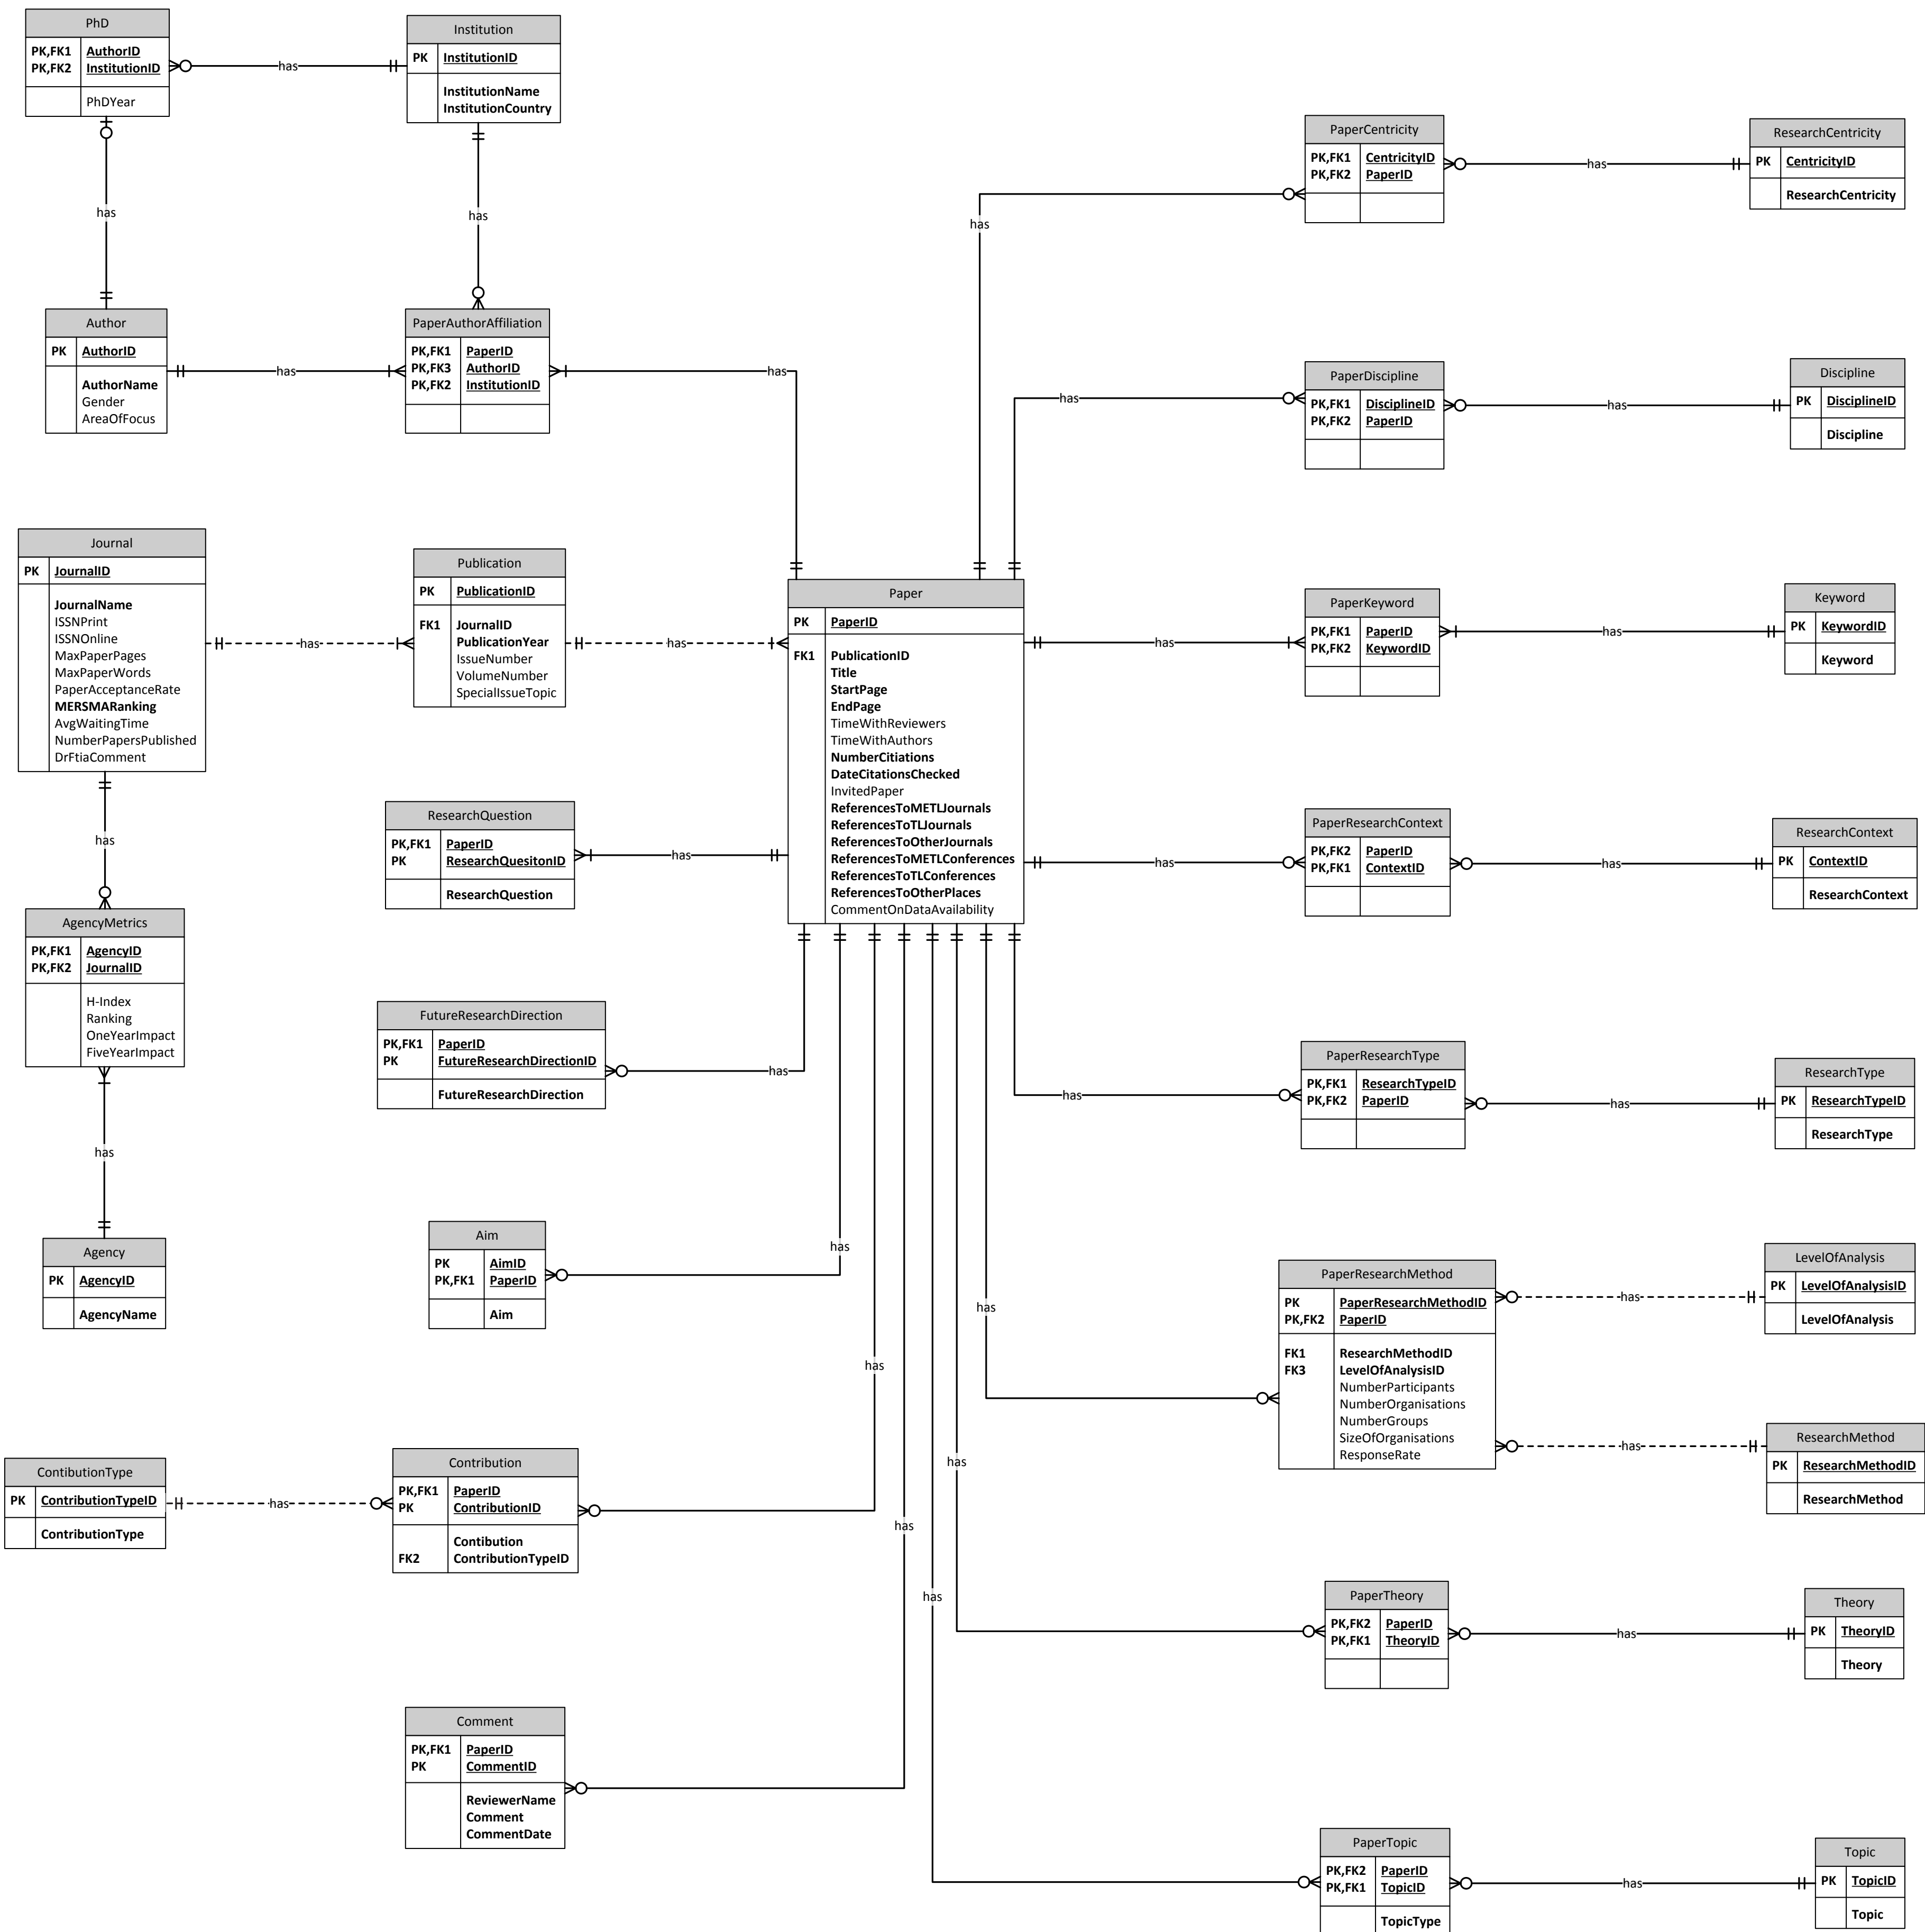 PhD
PK,FK1 AuthorID
PK,FK2 InstitutionID
PhDYear
has
Institution
PK InstitutionID
InstitutionName
InstitutionCountry
has
has
Author
PK AuthorID
AuthorName
Gender
AreaOfFocus
has
PaperAuthorAffiliation
PK,FK1 PaperID
PK,FK3 AuthorID
PK,FK2 InstitutionID
has
Journal
PK JournalID
JournalName
ISSNPrint
ISSNOnline
MaxPaperPages
MaxPaperWords
PaperAcceptanceRate
MERSMARanking
AvgWaitingTime
NumberPapersPublished
DrFtiaComment
has
Publication
PK PublicationID
FK1 JournalID
PublicationYear
IssueNumber
VolumeNumber
SpecialIssueTopic
has
has
AgencyMetrics
PK,FK1 AgencyID
PK,FK2 JournalID
H-Index
Ranking
OneYearImpact
FiveYearImpact
has
Agency
PK AgencyID
AgencyName
ResearchQuestion
PK,FK1 PaperID
PK ResearchQuesitonID
ResearchQuestion
has
FutureResearchDirection
PK,FK1 PaperID
PK FutureResearchDirectionID
FutureResearchDirection
has
Aim
PK AimID
PK,FK1 PaperID
Aim
has
ContibutionType
PK ContributionTypeID
ContributionType
has
Contribution
PK,FK1 PaperID
PK ContributionID
Contibution
FK2 ContributionTypeID
has
Comment
PK,FK1 PaperID
PK CommentID
ReviewerName
Comment
CommentDate
has
Paper
PK PaperID
FK1 PublicationID
Title
StartPage
EndPage
TimeWithReviewers
TimeWithAuthors
NumberCitiations
DateCitationsChecked
InvitedPaper
ReferencesToMETLJournals
ReferencesToTLJournals
ReferencesToOtherJournals
ReferencesToMETLConferences
ReferencesToTLConferences
ReferencesToOtherPlaces
CommentOnDataAvailability
has
PaperCentricity
PK,FK1 CentricityID
PK,FK2 PaperID
has
ResearchCentricity
PK CentricityID
ResearchCentricity
has
PaperDiscipline
PK,FK1 DisciplineID
PK,FK2 PaperID
has
Discipline
PK DisciplineID
Discipline
has
PaperKeyword
PK,FK1 PaperID
PK,FK2 KeywordID
has
Keyword
PK KeywordID
Keyword
has
PaperResearchContext
PK,FK2 PaperID
PK,FK1 ContextID
has
ResearchContext
PK ContextID
ResearchContext
has
PaperResearchType
PK,FK1 ResearchTypeID
PK,FK2 PaperID
has
ResearchType
PK ResearchTypeID
ResearchType
has
PaperResearchMethod
PK PaperResearchMethodID
PK,FK2 PaperID
FK1 ResearchMethodID
FK3 LevelOfAnalysisID
NumberParticipants
NumberOrganisations
NumberGroups
SizeOfOrganisations
ResponseRate
has
LevelOfAnalysis
PK LevelOfAnalysisID
LevelOfAnalysis
has
ResearchMethod
PK ResearchMethodID
ResearchMethod
has
PaperTheory
PK,FK2 PaperID
PK,FK1 TheoryID
has
Theory
PK TheoryID
Theory
has
PaperTopic
PK,FK2 PaperID
PK,FK1 TopicID
TopicType
has
Topic
PK TopicID
Topic